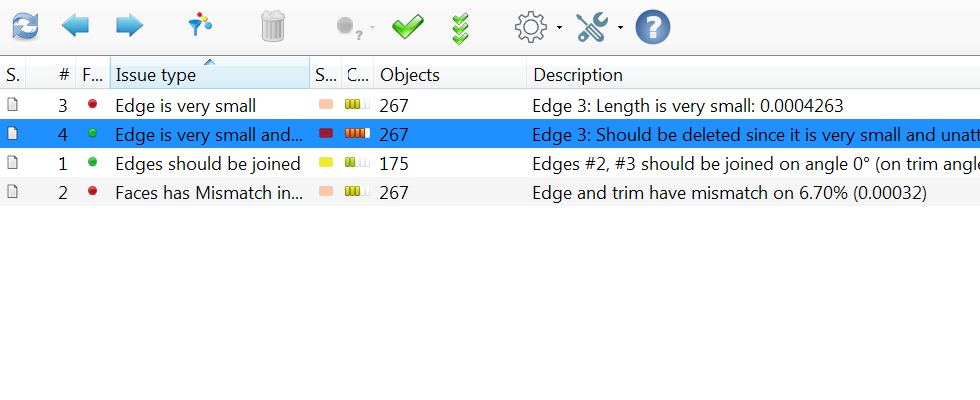 ?
?
S. # F... Issue type S... C... Objects Description
3 Edge is very small 267 Edge 3: Length is very small: 0.0004263
4 Edge is very small and... 267 Edge 3: Should be deleted since it is very small and unatt
1 Edges should be joined 175 Edges #2, #3 should be joined on angle 0° (on trim angle
2 Faces has Mismatch in... 267 Edge and trim have mismatch on 6.70% (0.00032)